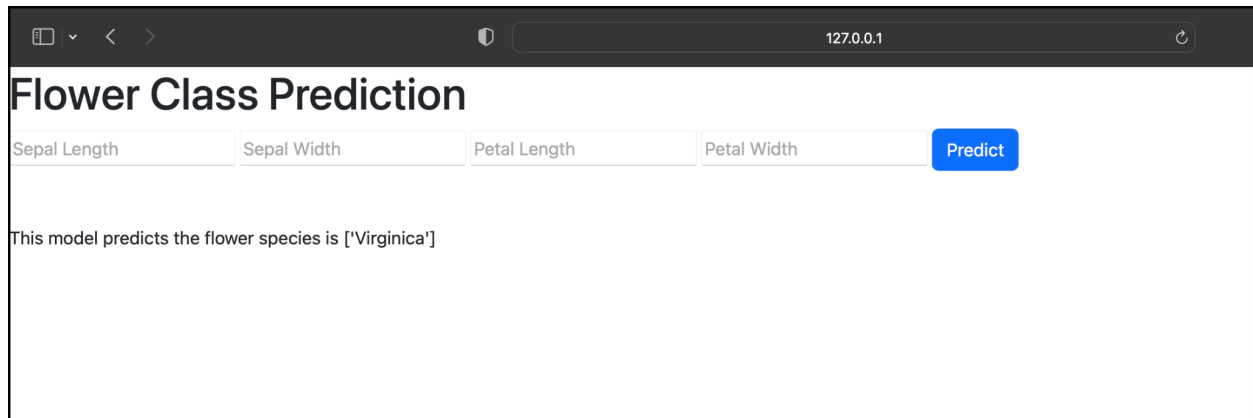 127.0.0.1
Flower Class Prediction
Sepal Length Sepal Width Petal Length Petal Width Predict
This model predicts the flower species is ['Virginica']